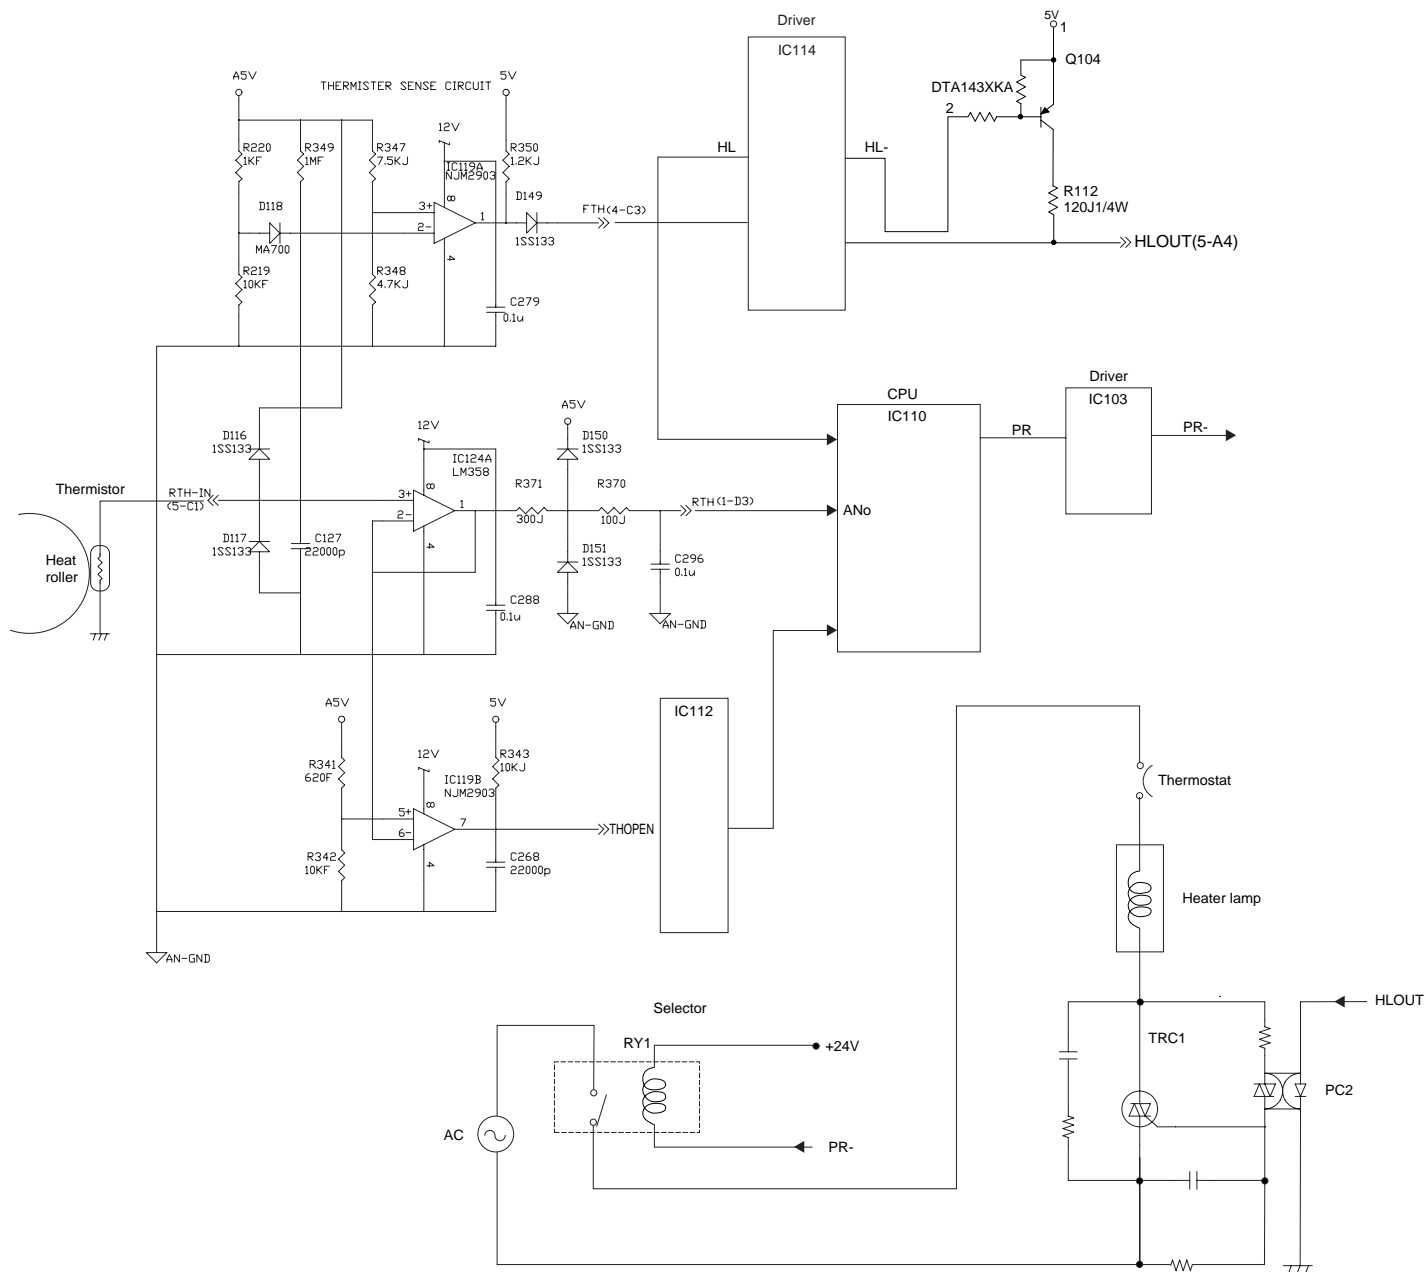 Driver
IC114
5V
1
Q104
DTA143XKA
2
A5V
THERMISTER SENSE CIRCUIT
5V
12V
R220
1KF
R349
1MF
R347
7.5KJ
IC119A
NJM2903
8
R350
1.2KJ
HL
HL-
R112
120J1/4W
D118
MA700
3+
2-
1
4
D149
1SS133
FTH(4-C3)
HLOUT(5-A4)
R219
10KF
R348
4.7KJ
C279
0.1u
Driver
IC103
CPU
IC110
PR
PR-
D116
1SS133
12V
IC124A
LM358
8
A5V
D150
1SS133
Thermistor
RTH-IN
(5-C1)
3+
2-
1
4
R371
300J
R370
100J
RTH(1-D3)
ANo
Heat
roller
D117
1SS133
C127
22000p
D151
1SS133
C296
0.1u
C288
0.1u
AN-GND
AN-GND
A5V
5V
IC112
R341
620F
12V
IC119B
NJM2903
8
R343
10KJ
Thermostat
5+
6-
7
4
THOPEN
R342
10KF
C268
22000p
Heater lamp
AN-GND
Selector
HLOUT
RY1
+24V
TRC1
PC2
AC
PR-